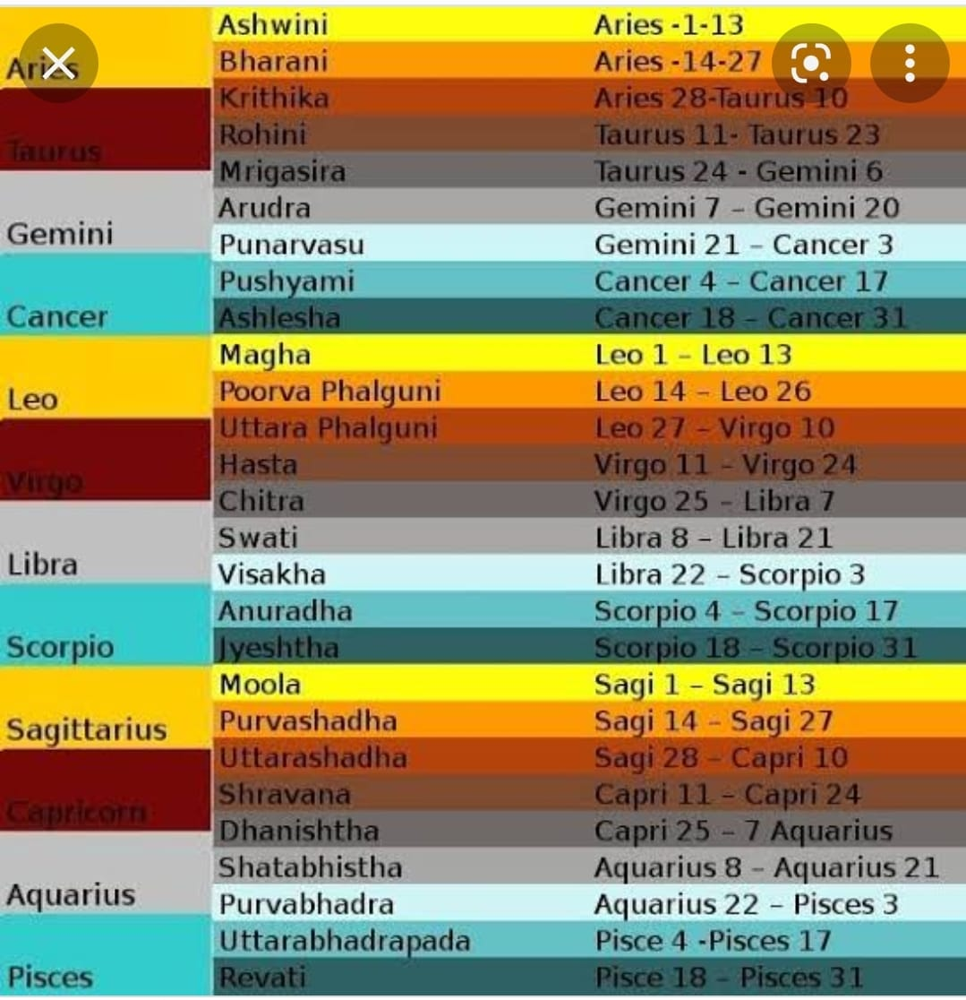 Aries
Ashwini Aries -1-13
Bharani Aries -14-27
Krithika Aries 28-Taurus 10
Taurus
Rohini Taurus 11- Taurus 23
Mrigasira Taurus 24 - Gemini 6
Gemini
Arudra Gemini 7 – Gemini 20
Punarvasu Gemini 21 – Cancer 3
Cancer
Pushyami Cancer 4 – Cancer 17
Ashlesha Cancer 18 – Cancer 31
Leo
Magha Leo 1 – Leo 13
Poorva Phalguni Leo 14 – Leo 26
Uttara Phalguni Leo 27 – Virgo 10
Virgo
Hasta Virgo 11 – Virgo 24
Chitra Virgo 25 – Libra 7
Libra
Swati Libra 8 – Libra 21
Visakha Libra 22 – Scorpio 3
Scorpio
Anuradha Scorpio 4 – Scorpio 17
Jyeshtha Scorpio 18 – Scorpio 31
Sagittarius
Moola Sagi 1 – Sagi 13
Purvashadha Sagi 14 – Sagi 27
Uttarashadha Sagi 28 – Capri 10
Capricorn
Shravana Capri 11 – Capri 24
Dhanishtha Capri 25 – 7 Aquarius
Aquarius
Shatabhistha Aquarius 8 – Aquarius 21
Purvabhadra Aquarius 22 – Pisces 3
Pisces
Uttarabhadrapada Pisce 4 -Pisces 17
Revati Pisce 18 – Pisces 31